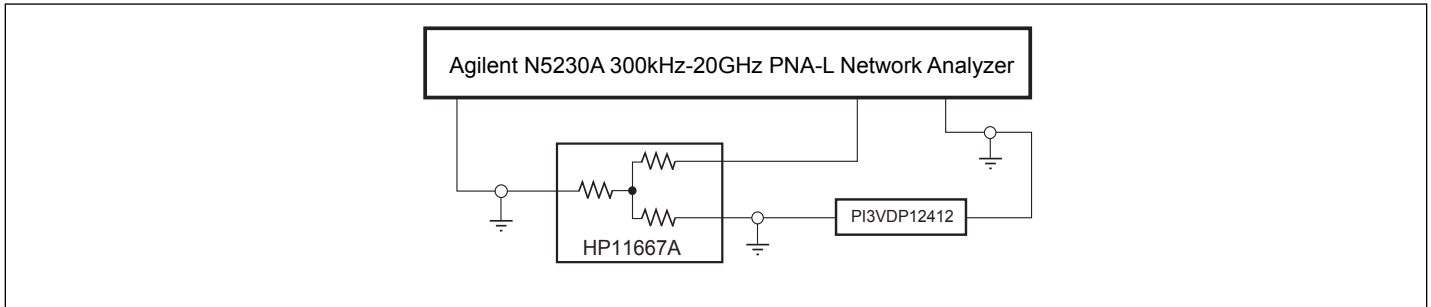 Agilent N5230A 300kHz-20GHz PNA-L Network Analyzer
PI3VDP12412
HP11667A